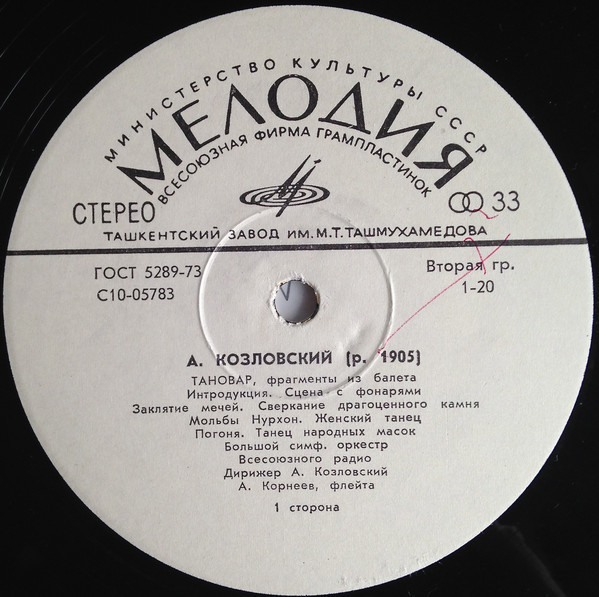 МИНИСТЕРСТВО КУЛЬТУРЫ СССР
МЕЛОДИЯ
ВСЕСОЮЗНАЯ ФИРМА ГРАМПЛАСТИНОК
СТЕРЕО
33
ТАШКЕНТСКИЙ ЗАВОД ИМ.М.Т.ТАШМУХАМЕДОВА
ГОСТ 5289-73
Вторая гр.
С10-05783
1-20
А. КОЗЛОВСКИЙ (р. 1905)
ТАНОВАР, фрагменты из балета
Интродукция. Сцена с фонарями
Заклятие мечей. Сверкание драгоценного камня
Мольбы Нурхон. Женский танец
Погоня. Танец народных масок
Большой симф. оркестр
Всесоюзного радио
Дирижер А. Козловский
А. Корнеев, флейта
1 сторона